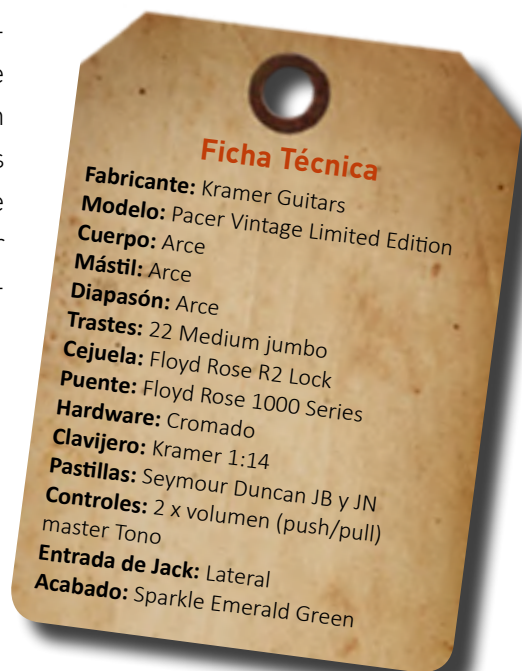 Ficha Técnica
Fabricante: Kramer Guitars
Modelo: Pacer Vintage Limited Edition
Cuerpo: Arce
Mástil: Arce
Diapasón: Arce
Trastes: 22 Medium jumbo
Cejuela: Floyd Rose R2 Lock
Puente: Floyd Rose 1000 Series
Hardware: Cromado
Clavijero: Kramer 1:14
Pastillas: Seymour Duncan JB y JN
Controles: 2 x volumen (push/pull)
master Tono
Entrada de Jack: Lateral
Acabado: Sparkle Emerald Green